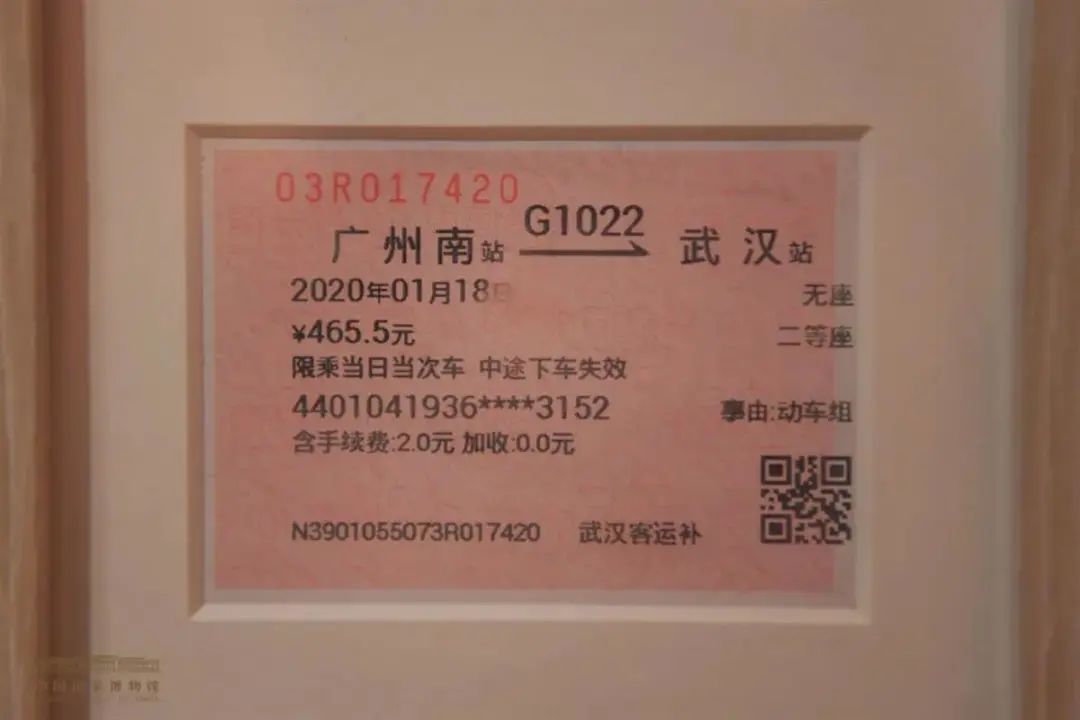 03R017420
G1022
广州南站 武汉站
2020年01月18日 无座
¥465.5元 二等座
限乘当日当次车 中途下车失效
4401041936****3152 事由:动车组
含手续费:2.0元 加收:0.0元
N3901055073R017420 武汉客运补
博物馆